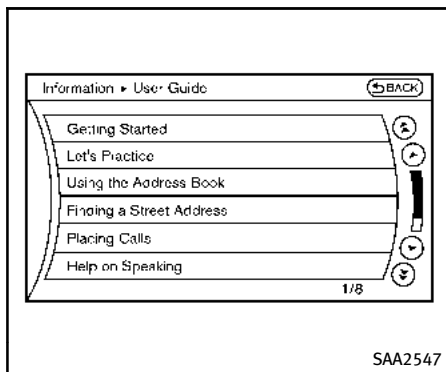 Information ▸ User Guide BACK
Getting Started
Let's Practice
Using the Address Book
Finding a Street Address
Placing Calls
Help on Speaking
1/8
SAA2547